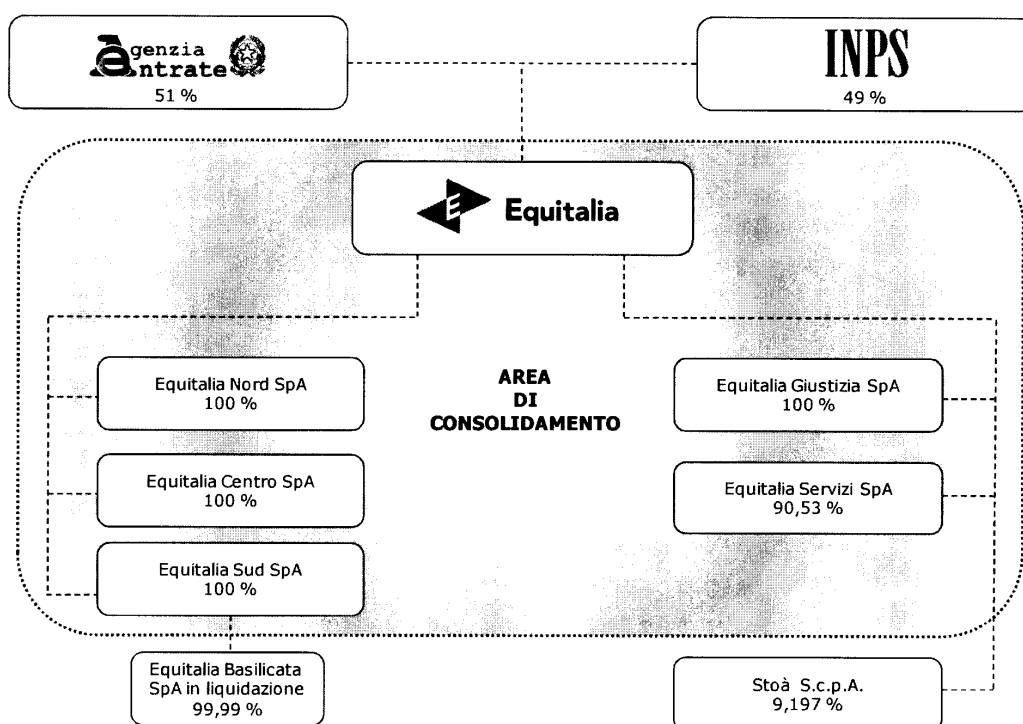 Agenzia
Entrate
51 %
INPS
49 %
E Equitalia
Equitalia Nord SpA
100 %
Equitalia Centro SpA
100 %
Equitalia Sud SpA
100 %
Equitalia Basilicata
SpA in liquidazione
99,99 %
AREA
DI
CONSOLIDAMENTO
Equitalia Giustizia SpA
100 %
Equitalia Servizi SpA
90,53 %
Stoà S.c.p.A.
9,197 %